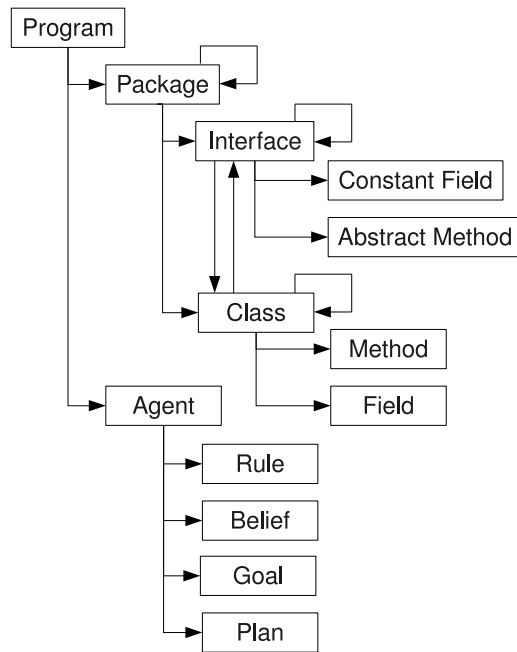 Program
Package
Interface
Constant Field
Abstract Method
Class
Method
Field
Agent
Rule
Belief
Goal
Plan